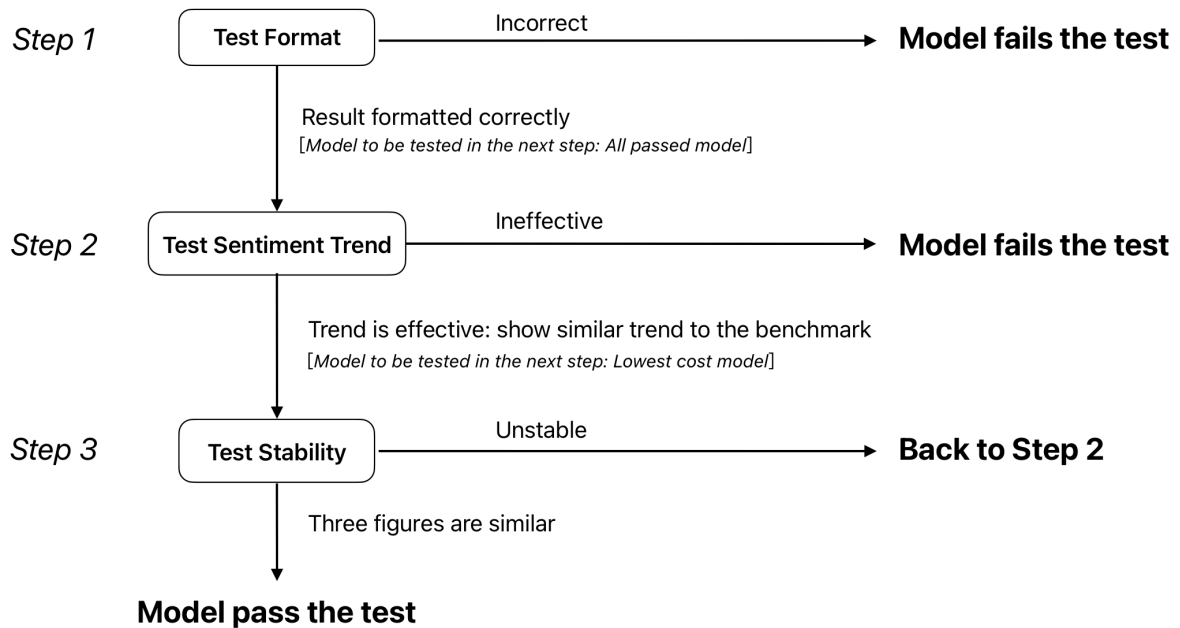 Step 1
Test Format
Incorrect
Model fails the test
Result formatted correctly
[Model to be tested in the next step: All passed model]
Step 2
Test Sentiment Trend
Ineffective
Model fails the test
Trend is effective: show similar trend to the benchmark
[Model to be tested in the next step: Lowest cost model]
Step 3
Test Stability
Unstable
Back to Step 2
Three figures are similar
Model pass the test